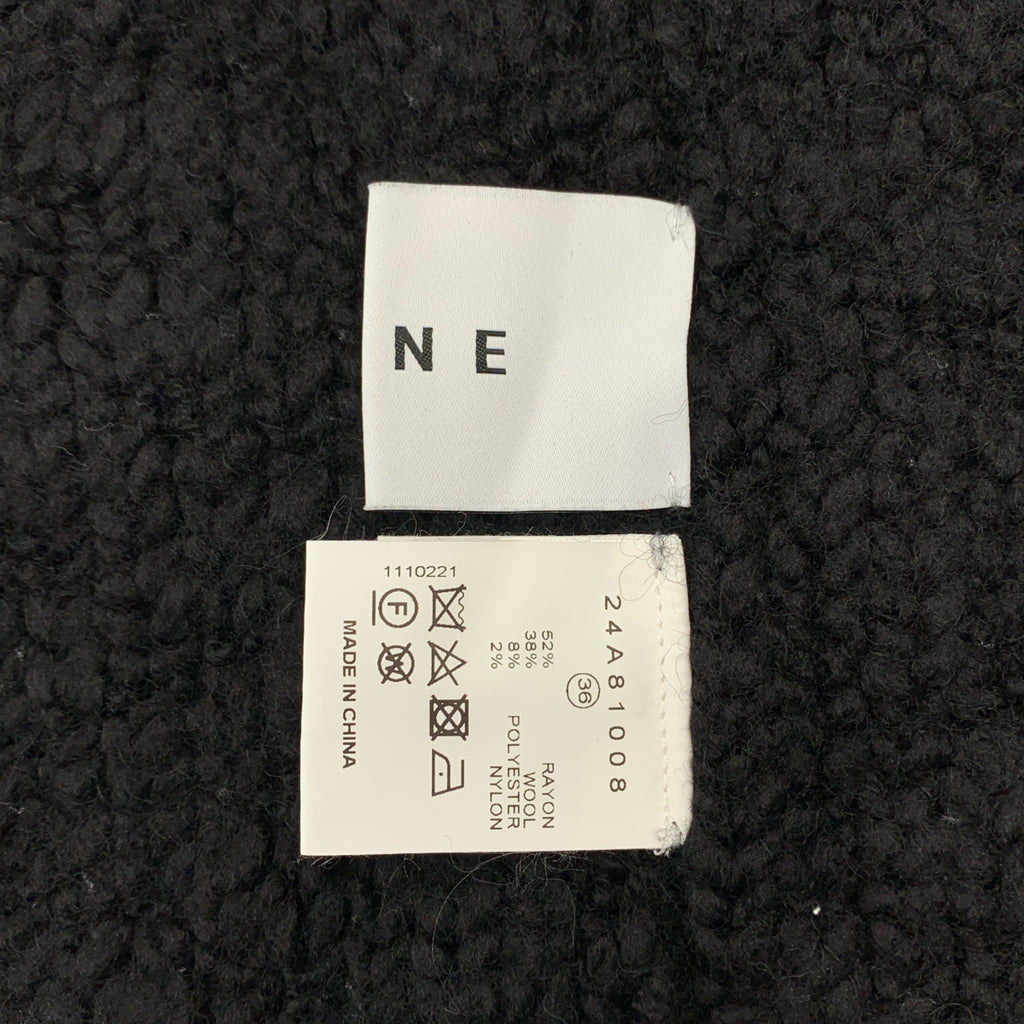 N E
24A81008
36
52% RAYON
38% WOOL
8% POLYESTER
2% NYLON
F
W
1110221
MADE IN CHINA